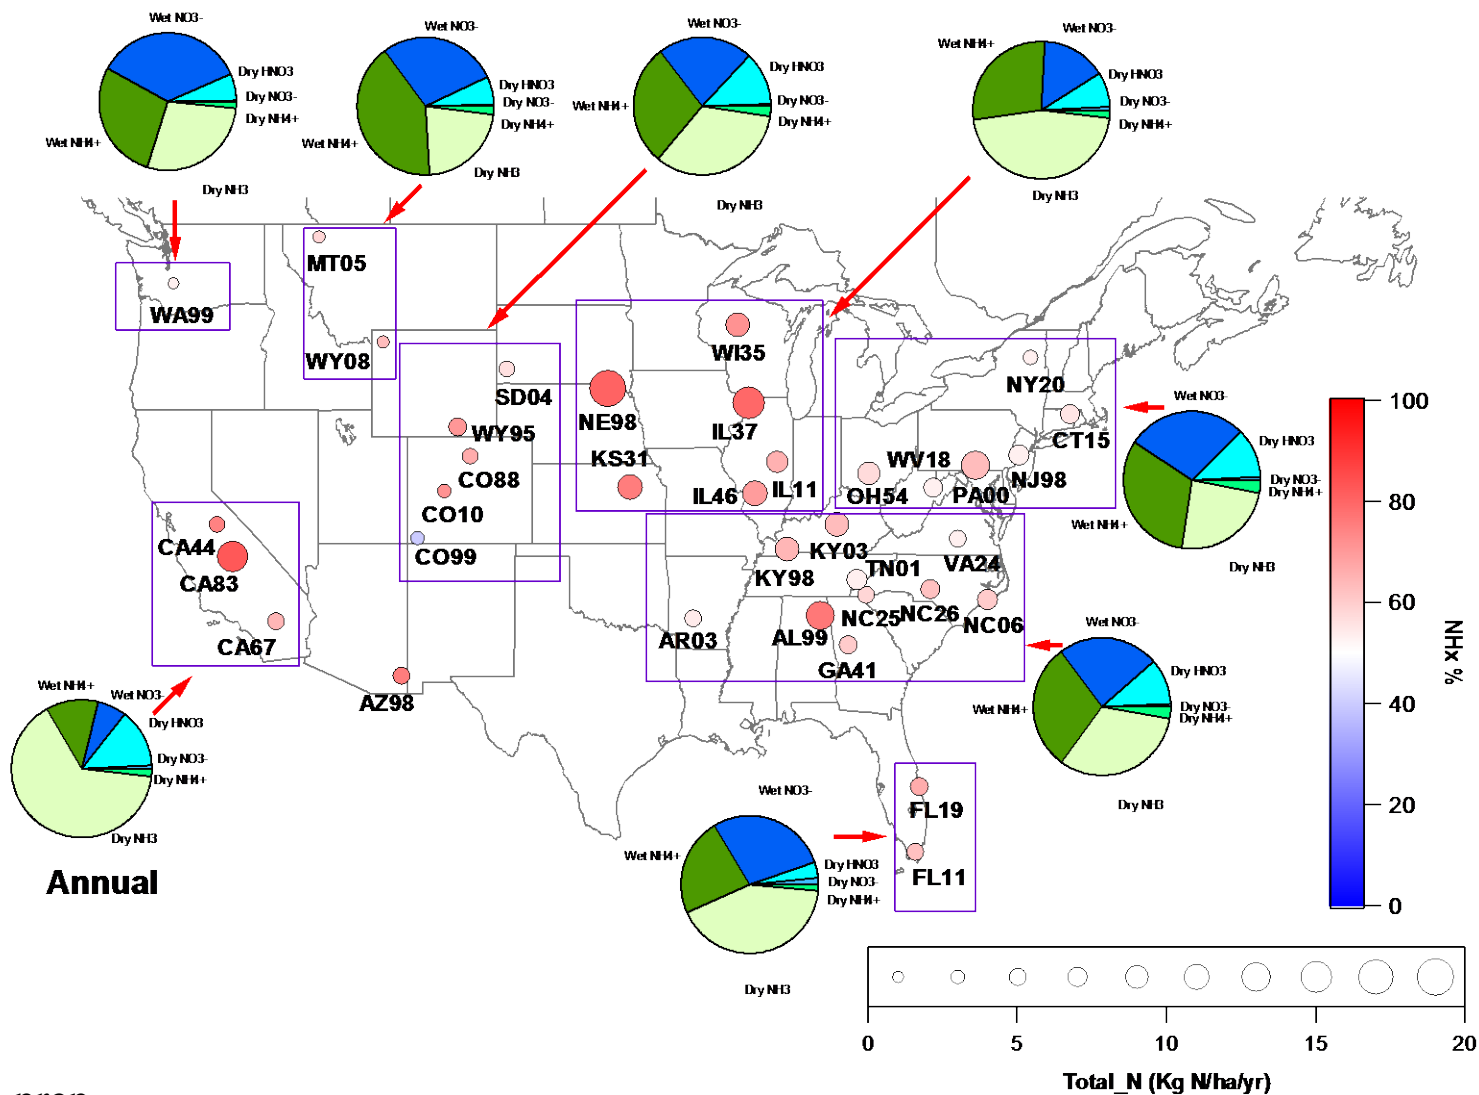 Wet NO3-
Dry HNO3
Dry NO3-
Dry NH4+
Wet NH4+
Dry NH3
Wet NO3-
Dry HNO3
Dry NO3-
Dry NH4+
Wet NH4+
Dry NH3
Wet NO3-
Dry HNO3
Dry NO3-
Dry NH4+
Wet NH4+
Dry NH3
Wet NO3-
Wet NH4+
Dry HNO3
Dry NO3-
Dry NH4+
Dry NH3
MT05
WA99
WY08
SD04
WY95
CO88
CO10
CO99
WI35
NE98
IL37
KS31
IL46
IL11
NY20
CT15
WV18
OH54
PA00
NJ98
Wet NO3-
Dry HNO3
Dry NO3-
Dry NH4+
Wet NH4+
Dry NH3
CA44
CA83
CA67
AZ98
KY03
KY98
TN01
VA24
NC25
NC26
NC06
AR03
AL99
GA41
Wet NO3-
Dry HNO3
Dry NO3-
Dry NH4+
Wet NH4+
Dry NH3
Wet NH4+
Wet NO3-
Dry HNO3
Dry NO3-
Dry NH4+
Dry NH3
Annual
FL19
FL11
Wet NO3-
Wet NH4+
Dry HNO3
Dry NO3-
Dry NH4+
Dry NH3
100
80
60
40
20
0
NHx %
0 5 10 15 20
Total_N (Kg N/ha/yr)